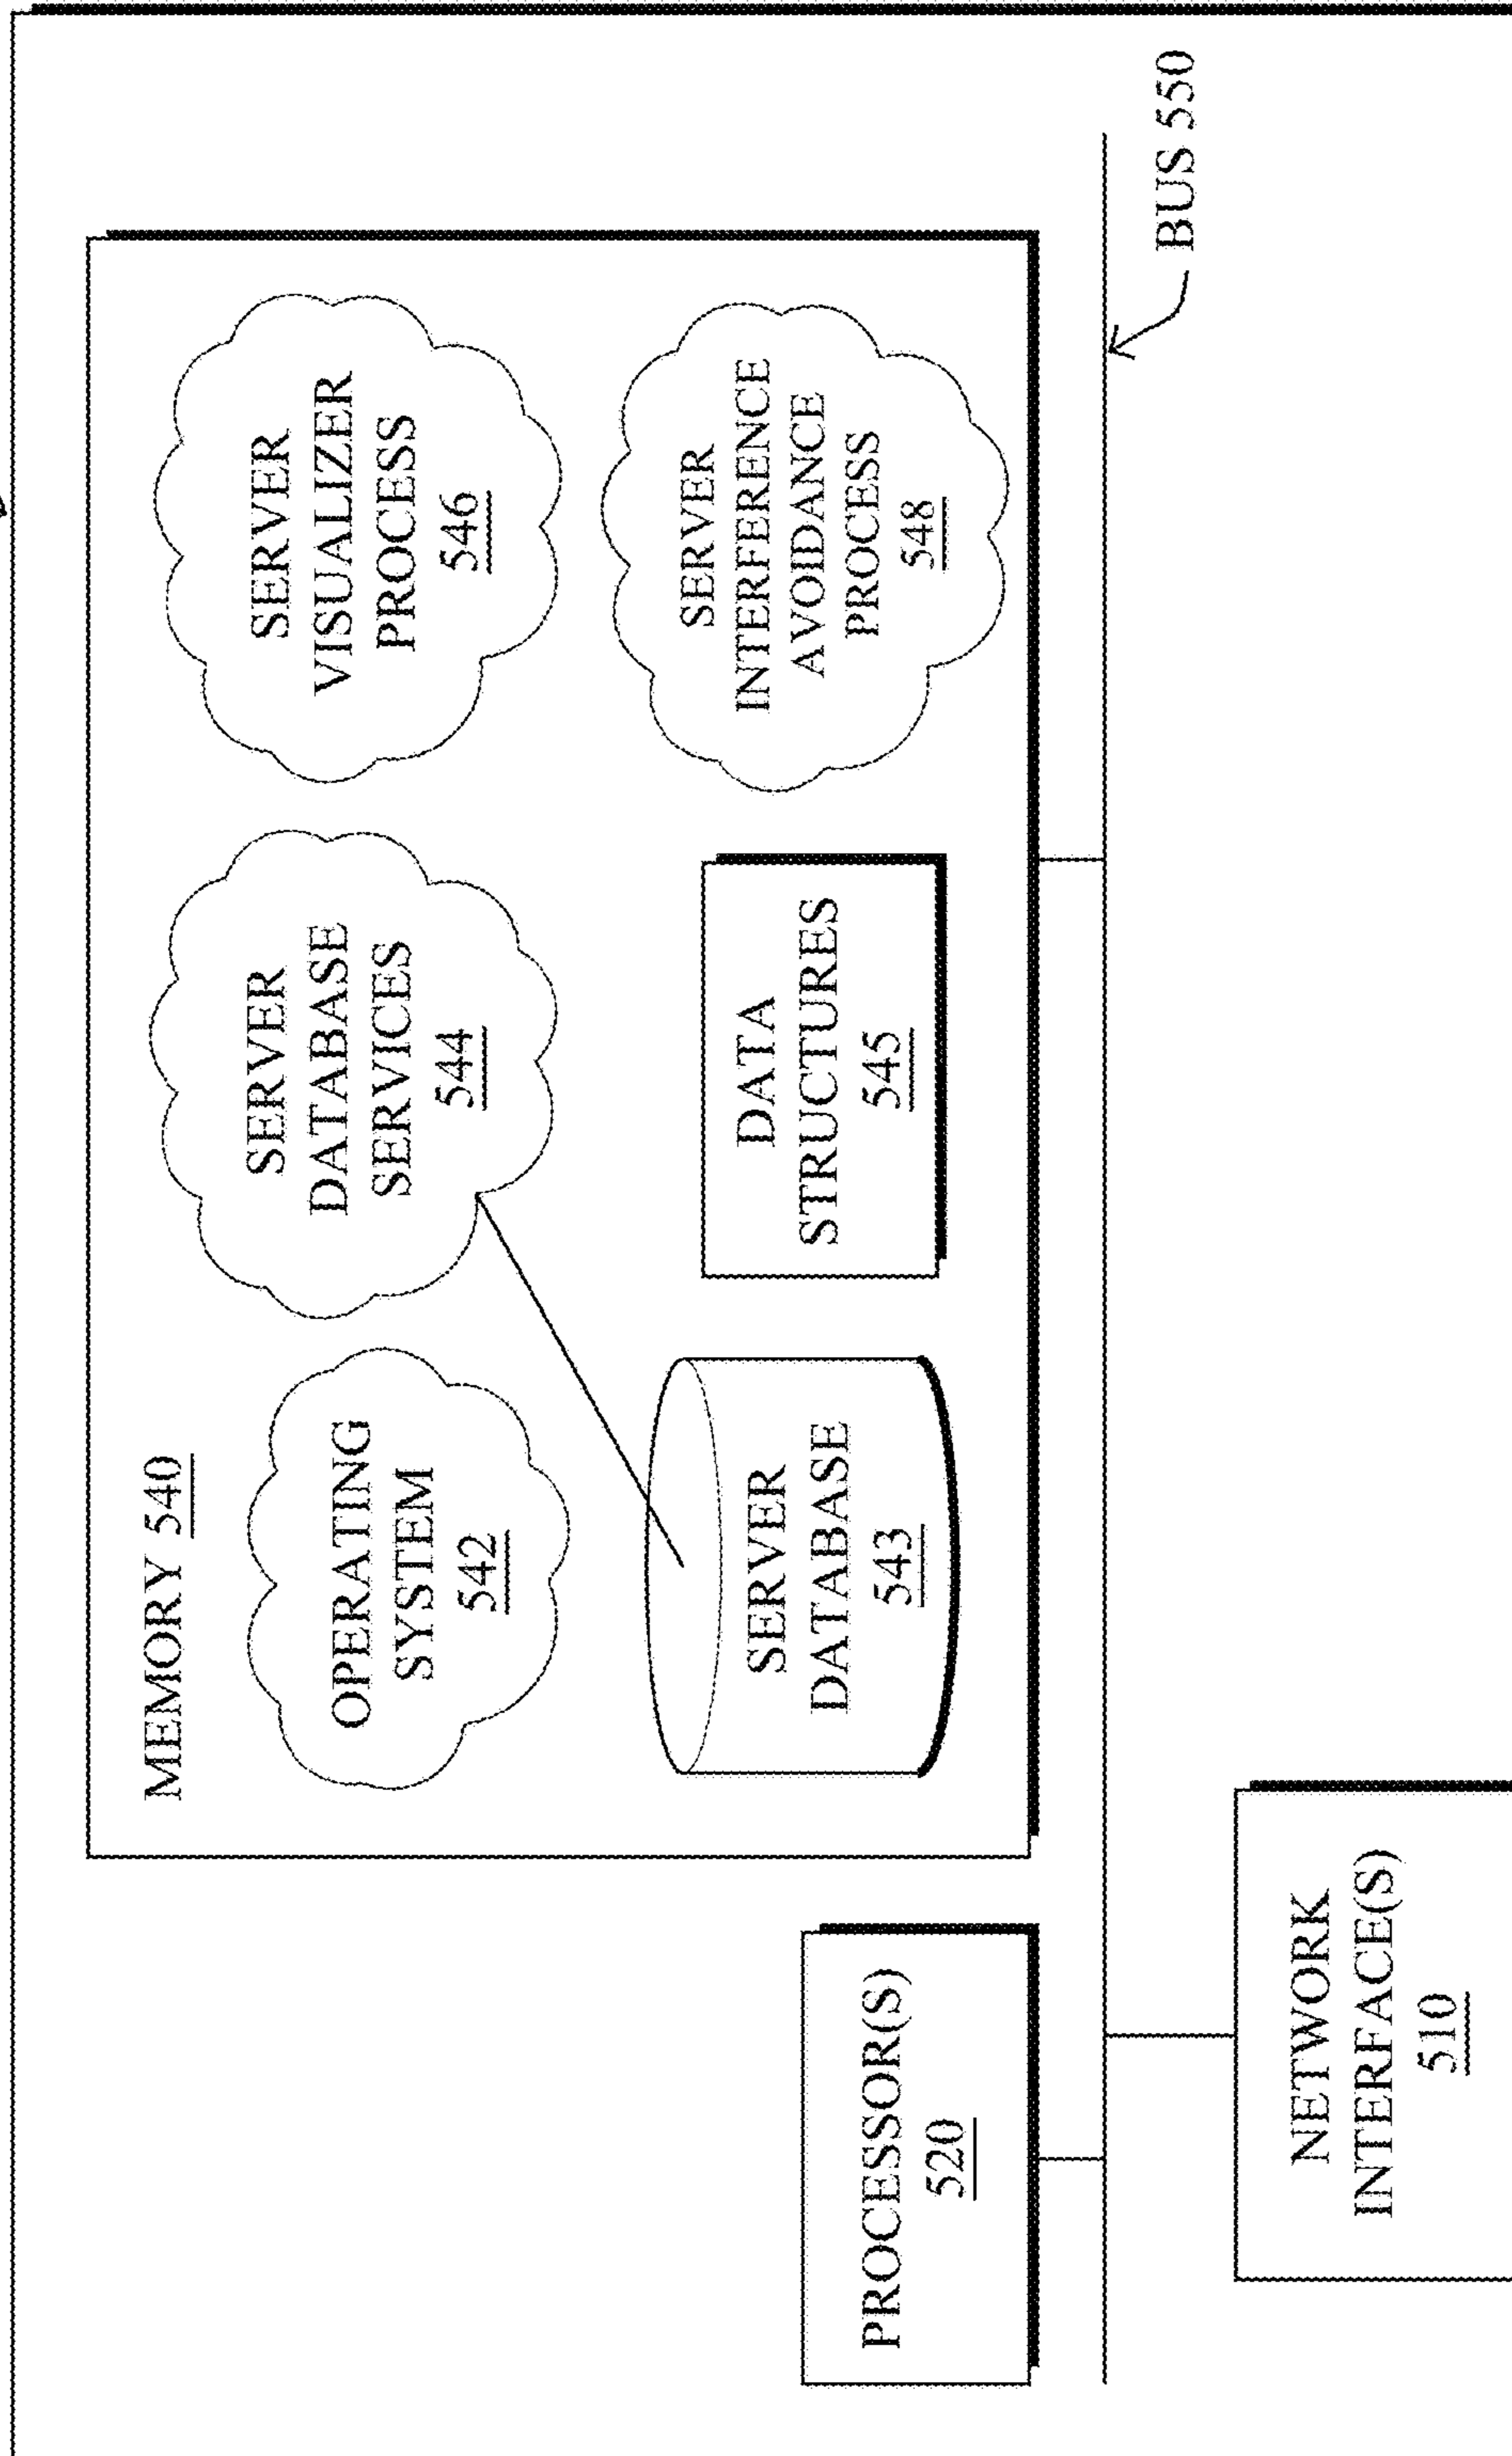 MEMORY 540
OPERATING
SYSTEM
542
SERVER
DATABASE
SERVICES
544
SERVER
VISUALIZER
PROCESS
546
SERVER
DATABASE
543
DATA
STRUCTURES
545
SERVER
INTERFERENCE
AVOIDANCE
PROCESS
548
PROCESSOR(S)
520
BUS 550
NETWORK
INTERFACE(S)
510